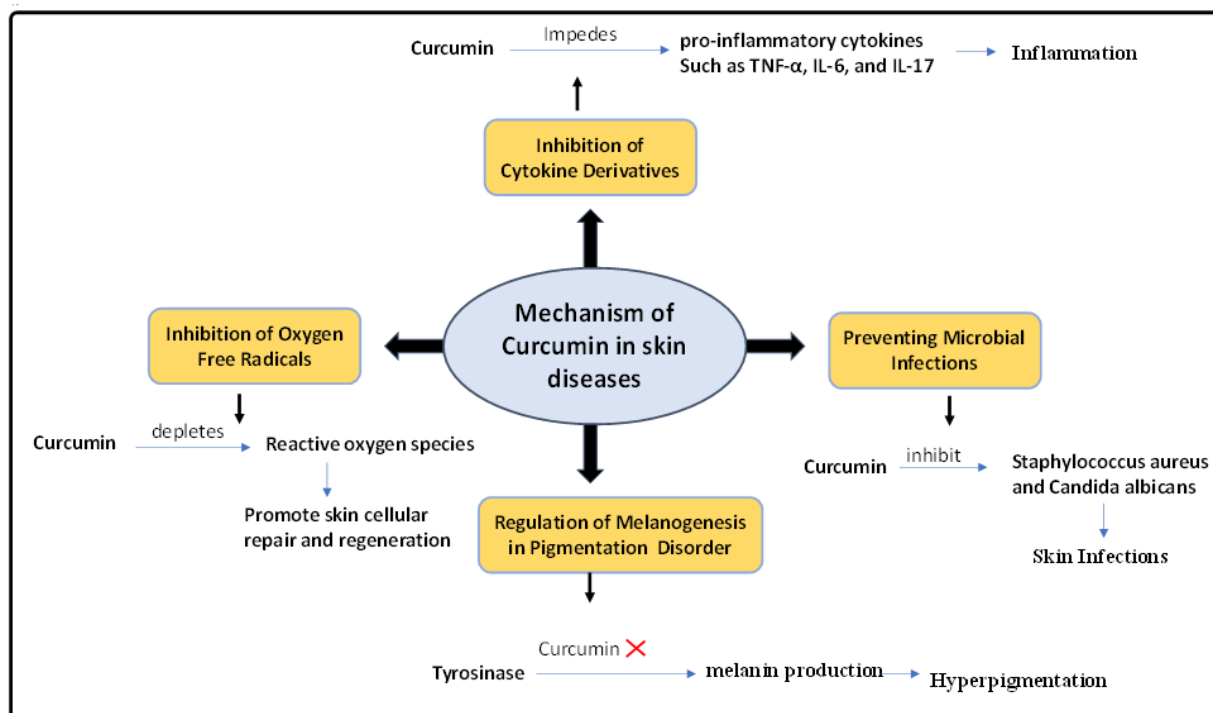 Curcumin
Impedes
pro-inflammatory cytokines
Such as TNF-α, IL-6, and IL-17
Inflammation
Inhibition of
Cytokine Derivatives
Mechanism of
Curcumin in skin
diseases
Inhibition of Oxygen
Free Radicals
Curcumin
depletes
Reactive oxygen species
Promote skin cellular
repair and regeneration
Preventing Microbial
Infections
Curcumin
inhibit
Staphylococcus aureus
and Candida albicans
Skin Infections
Regulation of Melanogenesis
in Pigmentation Disorder
Tyrosinase
Curcumin
melanin production
Hyperpigmentation